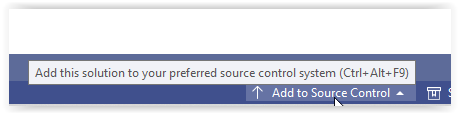 Add this solution to your preferred source control system (Ctrl+Alt+F9)
Add to Source Control